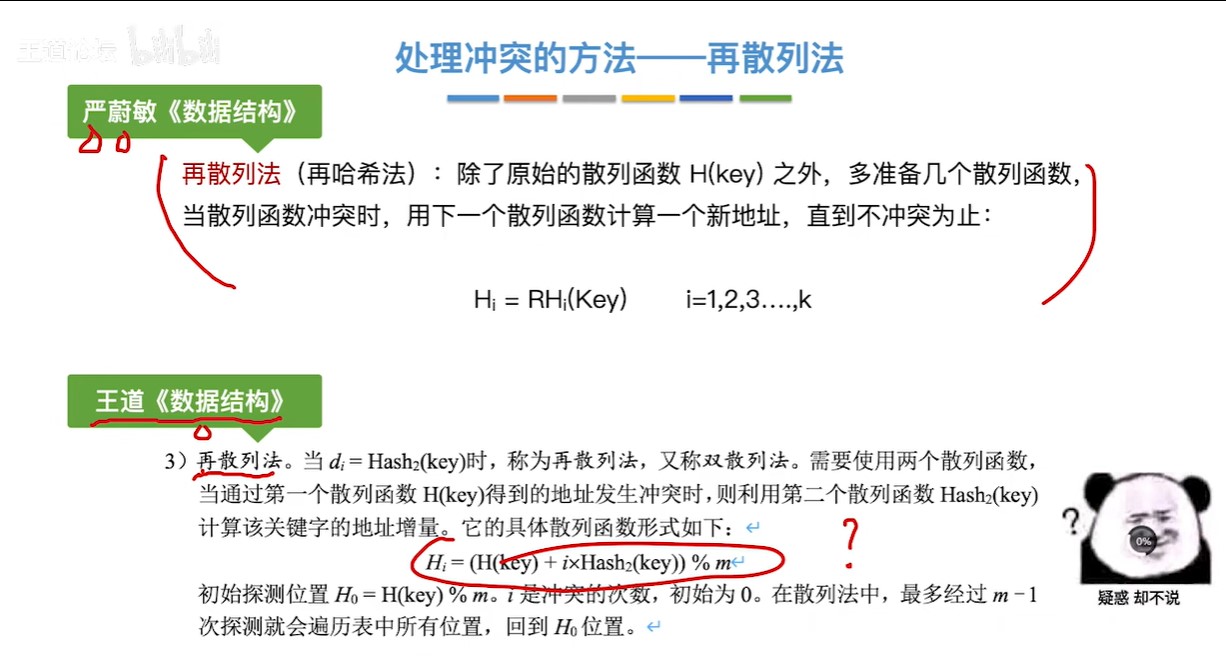 王道论坛 bilibili
处理冲突的方法——再散列法
严蔚敏《数据结构》
再散列法（再哈希法）：除了原始的散列函数 H(key) 之外，多准备几个散列函数，
当散列函数冲突时，用下一个散列函数计算一个新地址，直到不冲突为止：
Hᵢ = RHᵢ(Key) i=1,2,3….,k
王道《数据结构》
3）再散列法。当 dᵢ = Hash₂(key)时，称为再散列法，又称双散列法。需要使用两个散列函数，
当通过第一个散列函数 H(key)得到的地址发生冲突时，则利用第二个散列函数 Hash₂(key)
计算该关键字的地址增量。它的具体散列函数形式如下：↵
?
?
Hᵢ = (H(key) + i×Hash₂(key)) % m↵
0%
初始探测位置 H₀ = H(key) % m。i 是冲突的次数，初始为 0。在散列法中，最多经过 m − 1
疑惑 却不说
次探测就会遍历表中所有位置，回到 H₀ 位置。↵